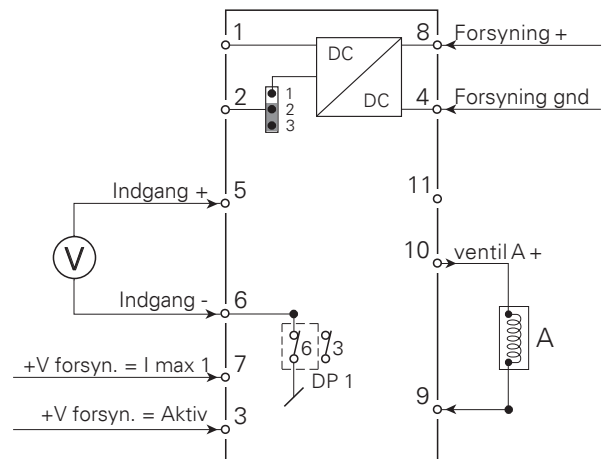 1
8
Forsyning +
DC
2
1
2
3
DC
4
Forsyning gnd
Indgang +
5
11
V
10
ventil A +
Indgang -
6
6
3
A
+V forsyn. = I max 1
7
DP 1
9
+V forsyn. = Aktiv
3